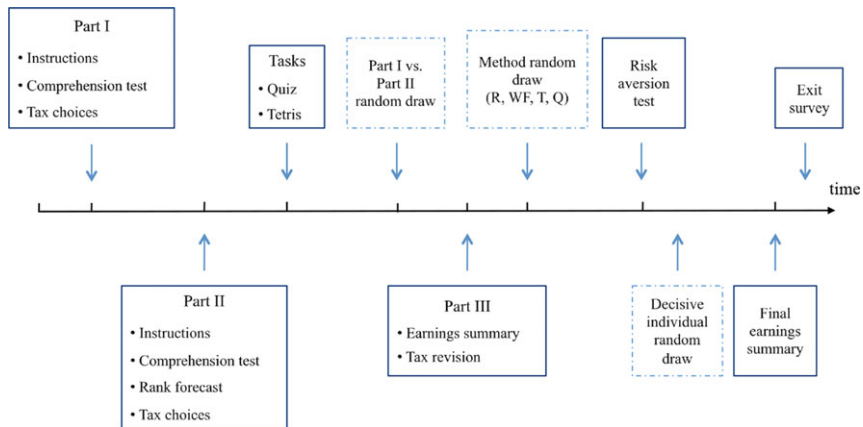 Part I
• Instructions
• Comprehension test
• Tax choices
Tasks
• Quiz
• Tetris
Part I vs.
Part II
random draw
Method random
draw
(R, WF, T, Q)
Risk
aversion
test
Exit
survey
time
Part II
• Instructions
• Comprehension test
• Rank forecast
• Tax choices
Part III
• Earnings summary
• Tax revision
Decisive
individual
random
draw
Final
earnings
summary